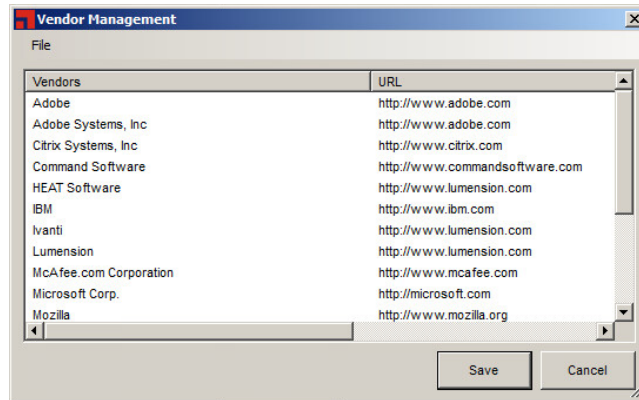 Vendor Management
File
Vendors URL
Adobe http://www.adobe.com
Adobe Systems, Inc http://www.adobe.com
Citrix Systems, Inc http://www.citrix.com
Command Software http://www.commandsoftware.com
HEAT Software http://www.lumension.com
IBM http://www.ibm.com
Ivanti http://www.lumension.com
Lumension http://www.lumension.com
McAfee.com Corporation http://www.mcafee.com
Microsoft Corp. http://microsoft.com
Mozilla http://www.mozilla.org
Save Cancel